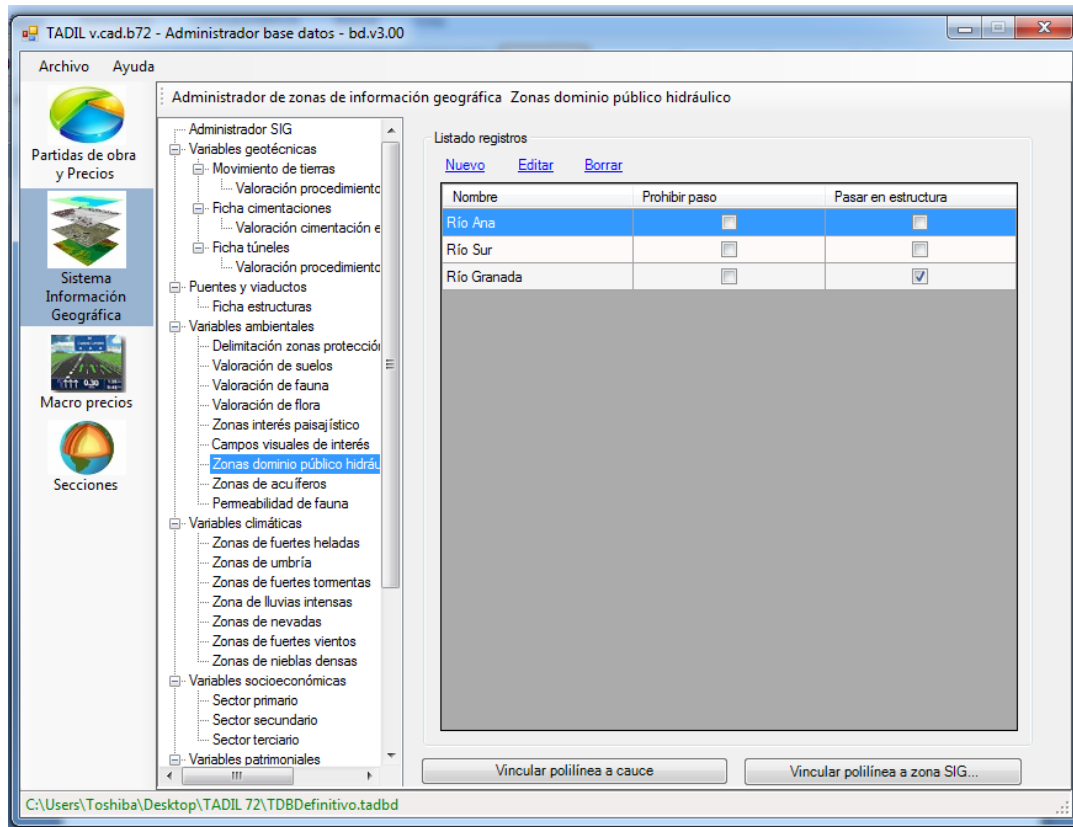 TADIL v.cad.b72 - Administrador base datos - bd.v3.00
Archivo Ayuda
Partidas de obra
y Precios
Sistema
Información
Geográfica
Macro precios
Secciones
Administrador de zonas de información geográfica Zonas dominio público hidráulico
Administrador SIG
Variables geotécnicas
Movimiento de tierras
Valoración procedimiento
Ficha cimentaciones
Valoración cimentación e
Ficha túneles
Valoración procedimiento
Puentes y viaductos
Ficha estructuras
Variables ambientales
Delimitación zonas protección
Valoración de suelos
Valoración de fauna
Valoración de flora
Zonas interés paisajístico
Campos visuales de interés
Zonas dominio público hidráu
Zonas de acuíferos
Permeabilidad de fauna
Variables climáticas
Zonas de fuertes heladas
Zonas de umbría
Zonas de fuertes tormentas
Zona de lluvias intensas
Zonas de nevadas
Zonas de fuertes vientos
Zonas de nieblas densas
Variables socioeconómicas
Sector primario
Sector secundario
Sector terciario
Variables patrimoniales
Listado registros
Nuevo Editar Borrar
Nombre Prohibir paso Pasar en estructura
Río Ana
Río Sur
Río Granada
Vincular polilínea a cauce Vincular polilínea a zona SIG...
C:\Users\Toshiba\Desktop\TADIL 72\TDBDefinitivo.tadbd